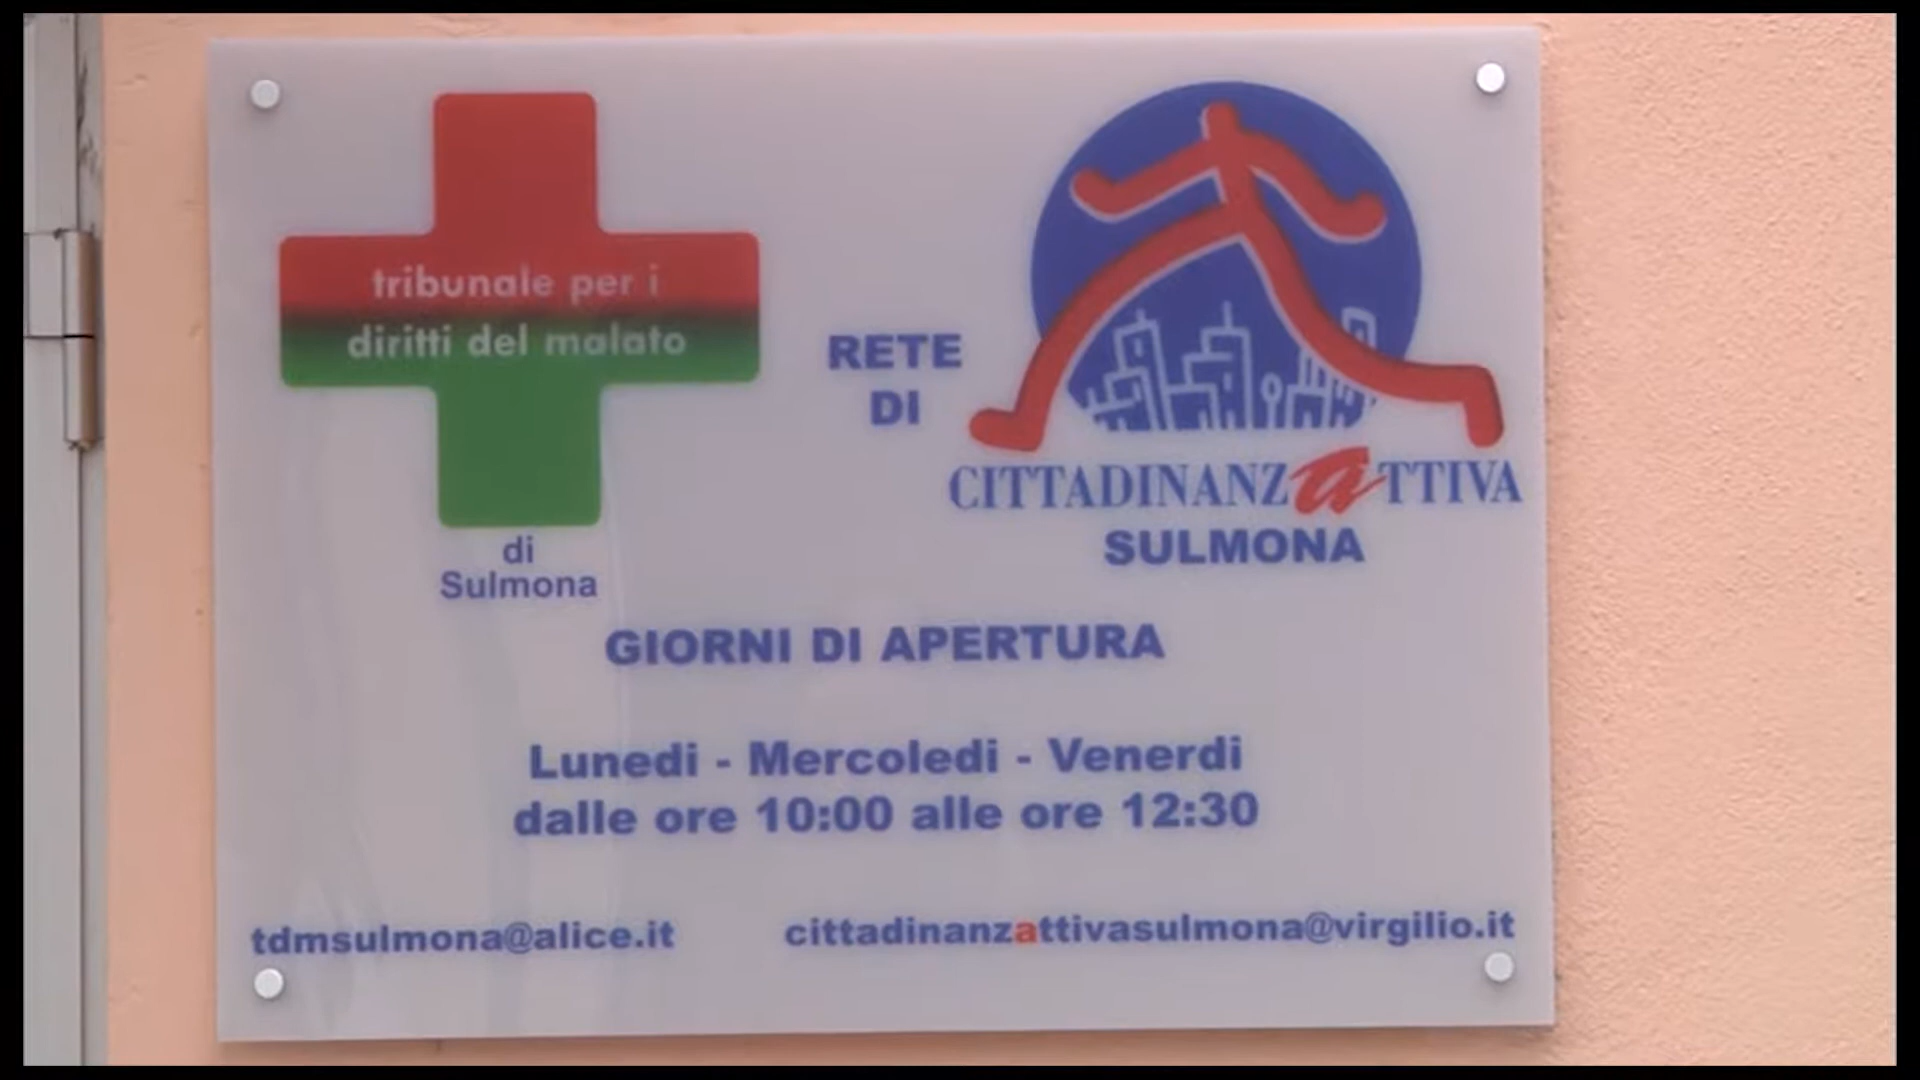 tribunale per i
diritti del malato
di
Sulmona
RETE
DI
CITTADINANZaTTIVA
SULMONA
GIORNI DI APERTURA
Lunedi - Mercoledi - Venerdi
dalle ore 10:00 alle ore 12:30
tdmsulmona@alice.it
cittadinanzattivasulmona@virgilio.it